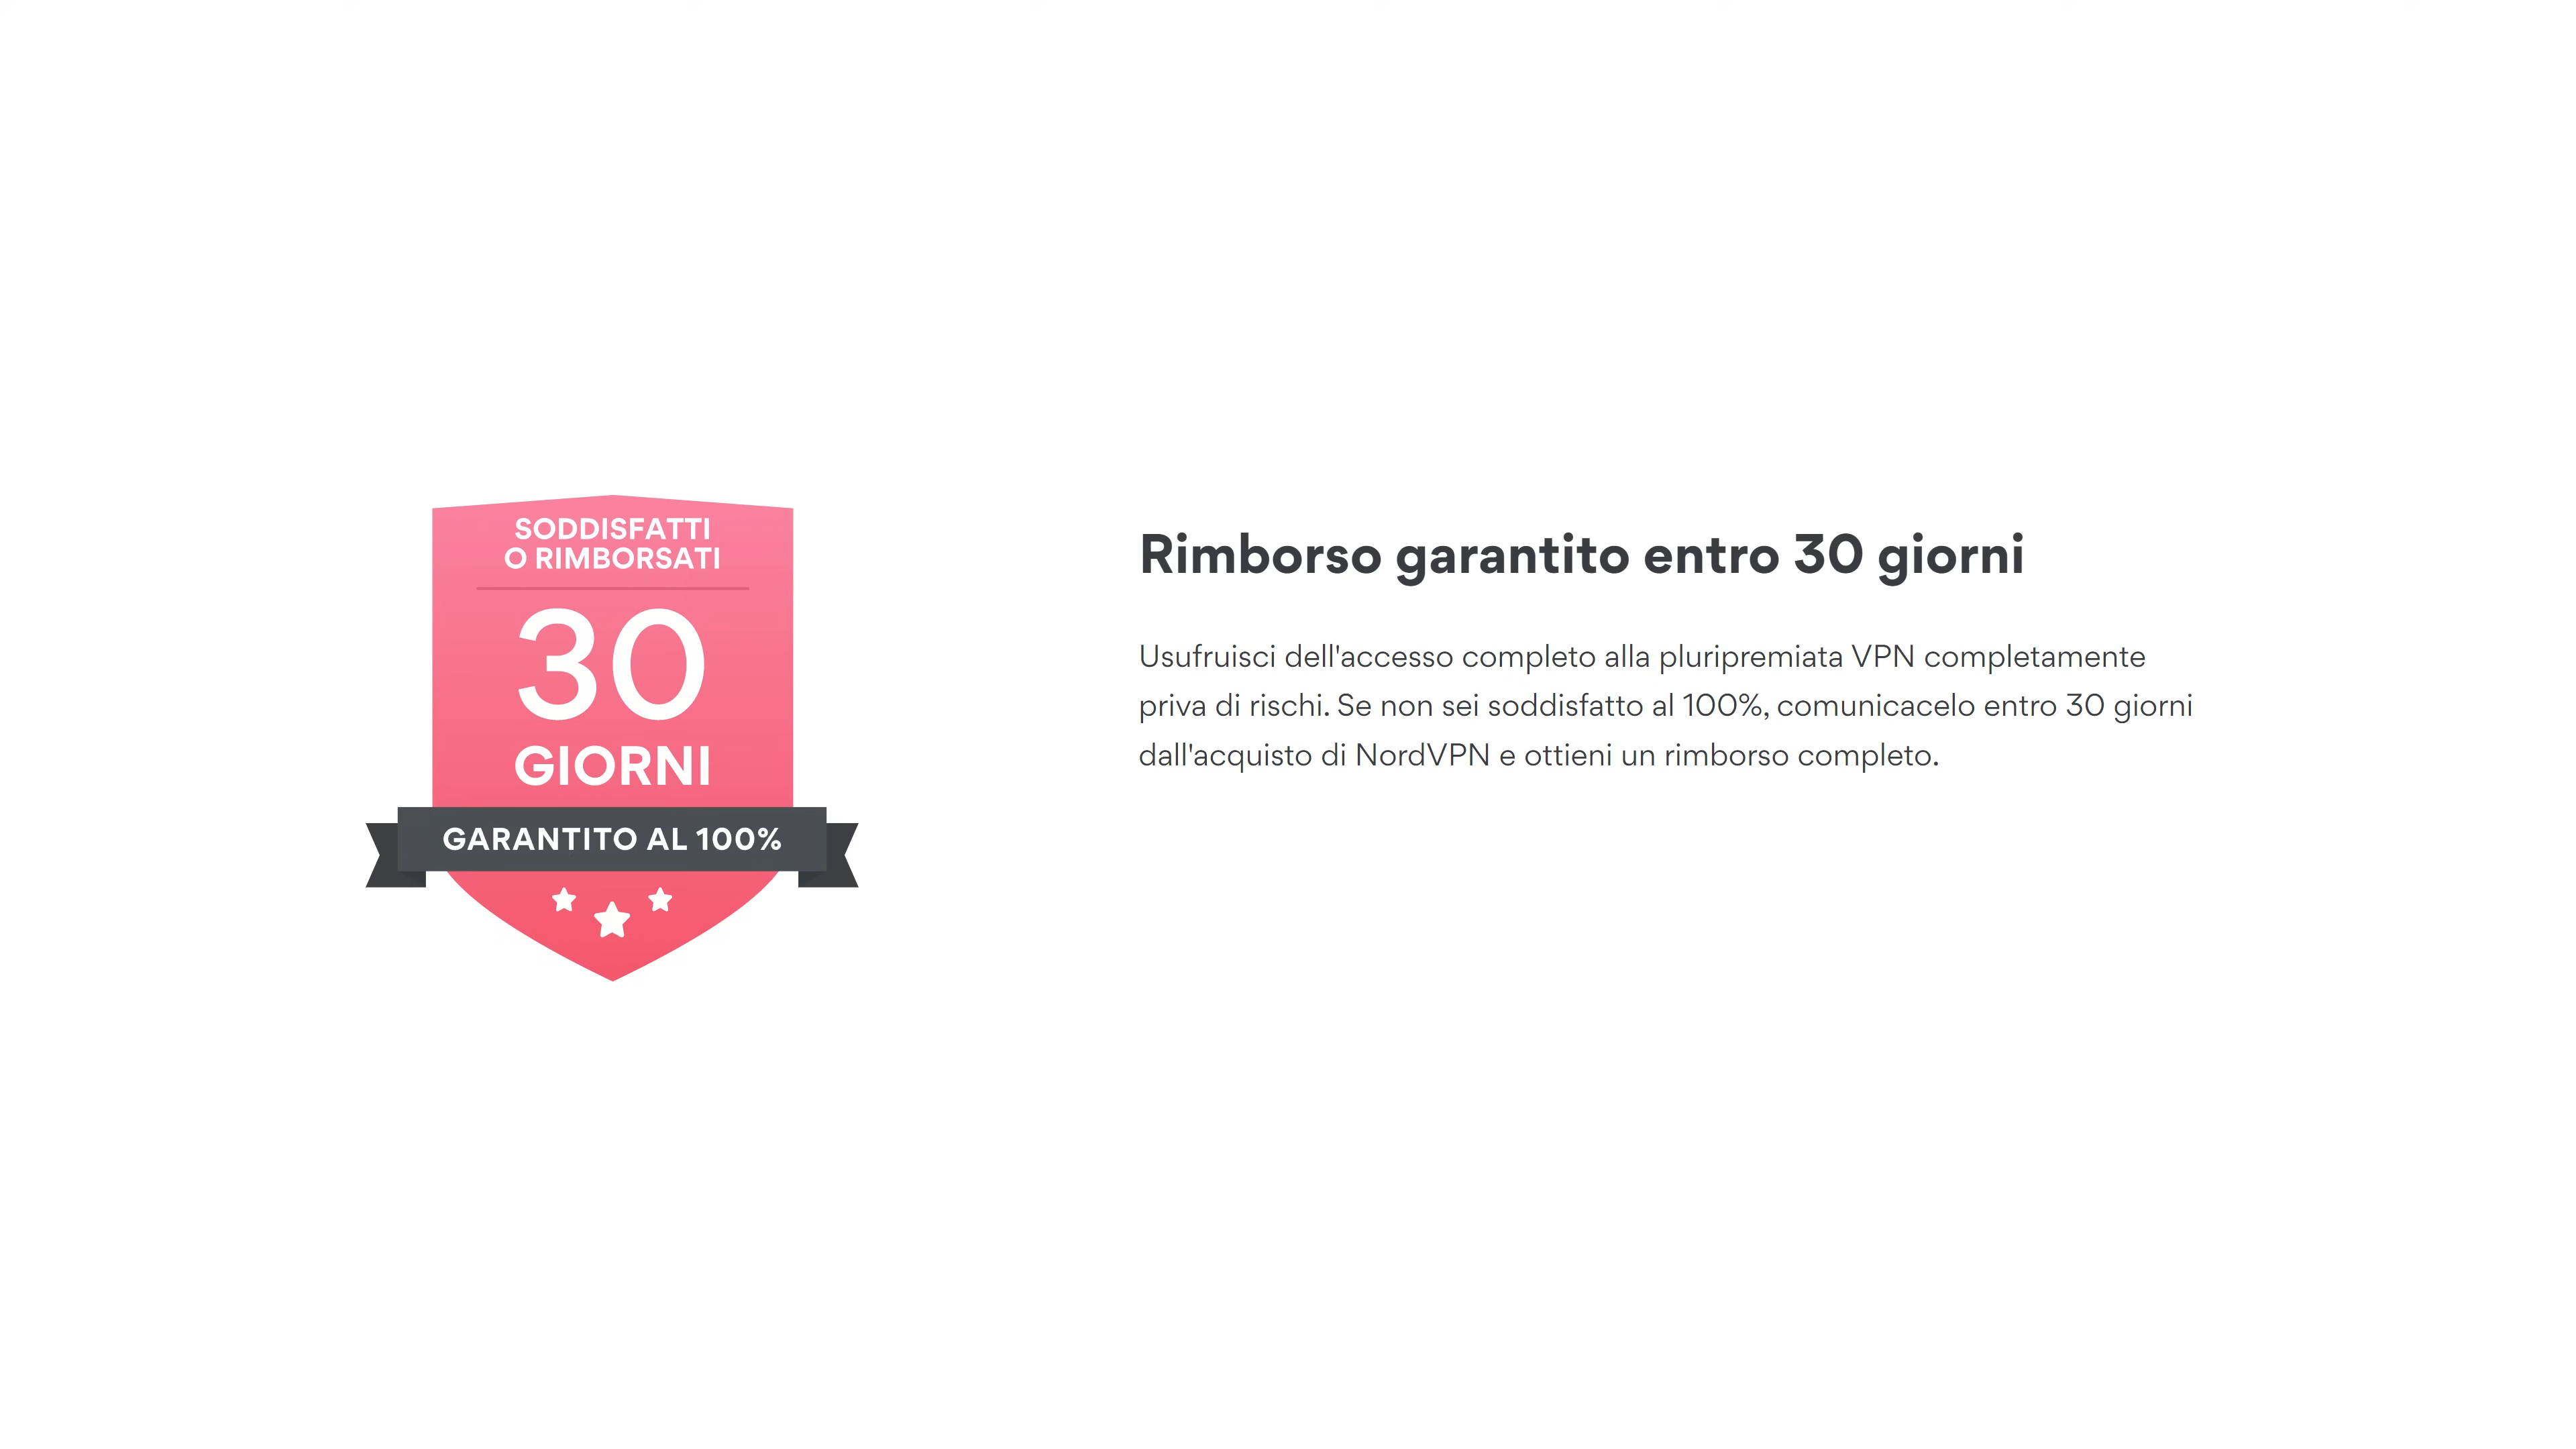 SODDISFATTI
O RIMBORSATI
30
GIORNI
GARANTITO AL 100%
Rimborso garantito entro 30 giorni
Usufruisci dell'accesso completo alla pluripremiata VPN completamente
priva di rischi. Se non sei soddisfatto al 100%, comunicacelo entro 30 giorni
dall'acquisto di NordVPN e ottieni un rimborso completo.